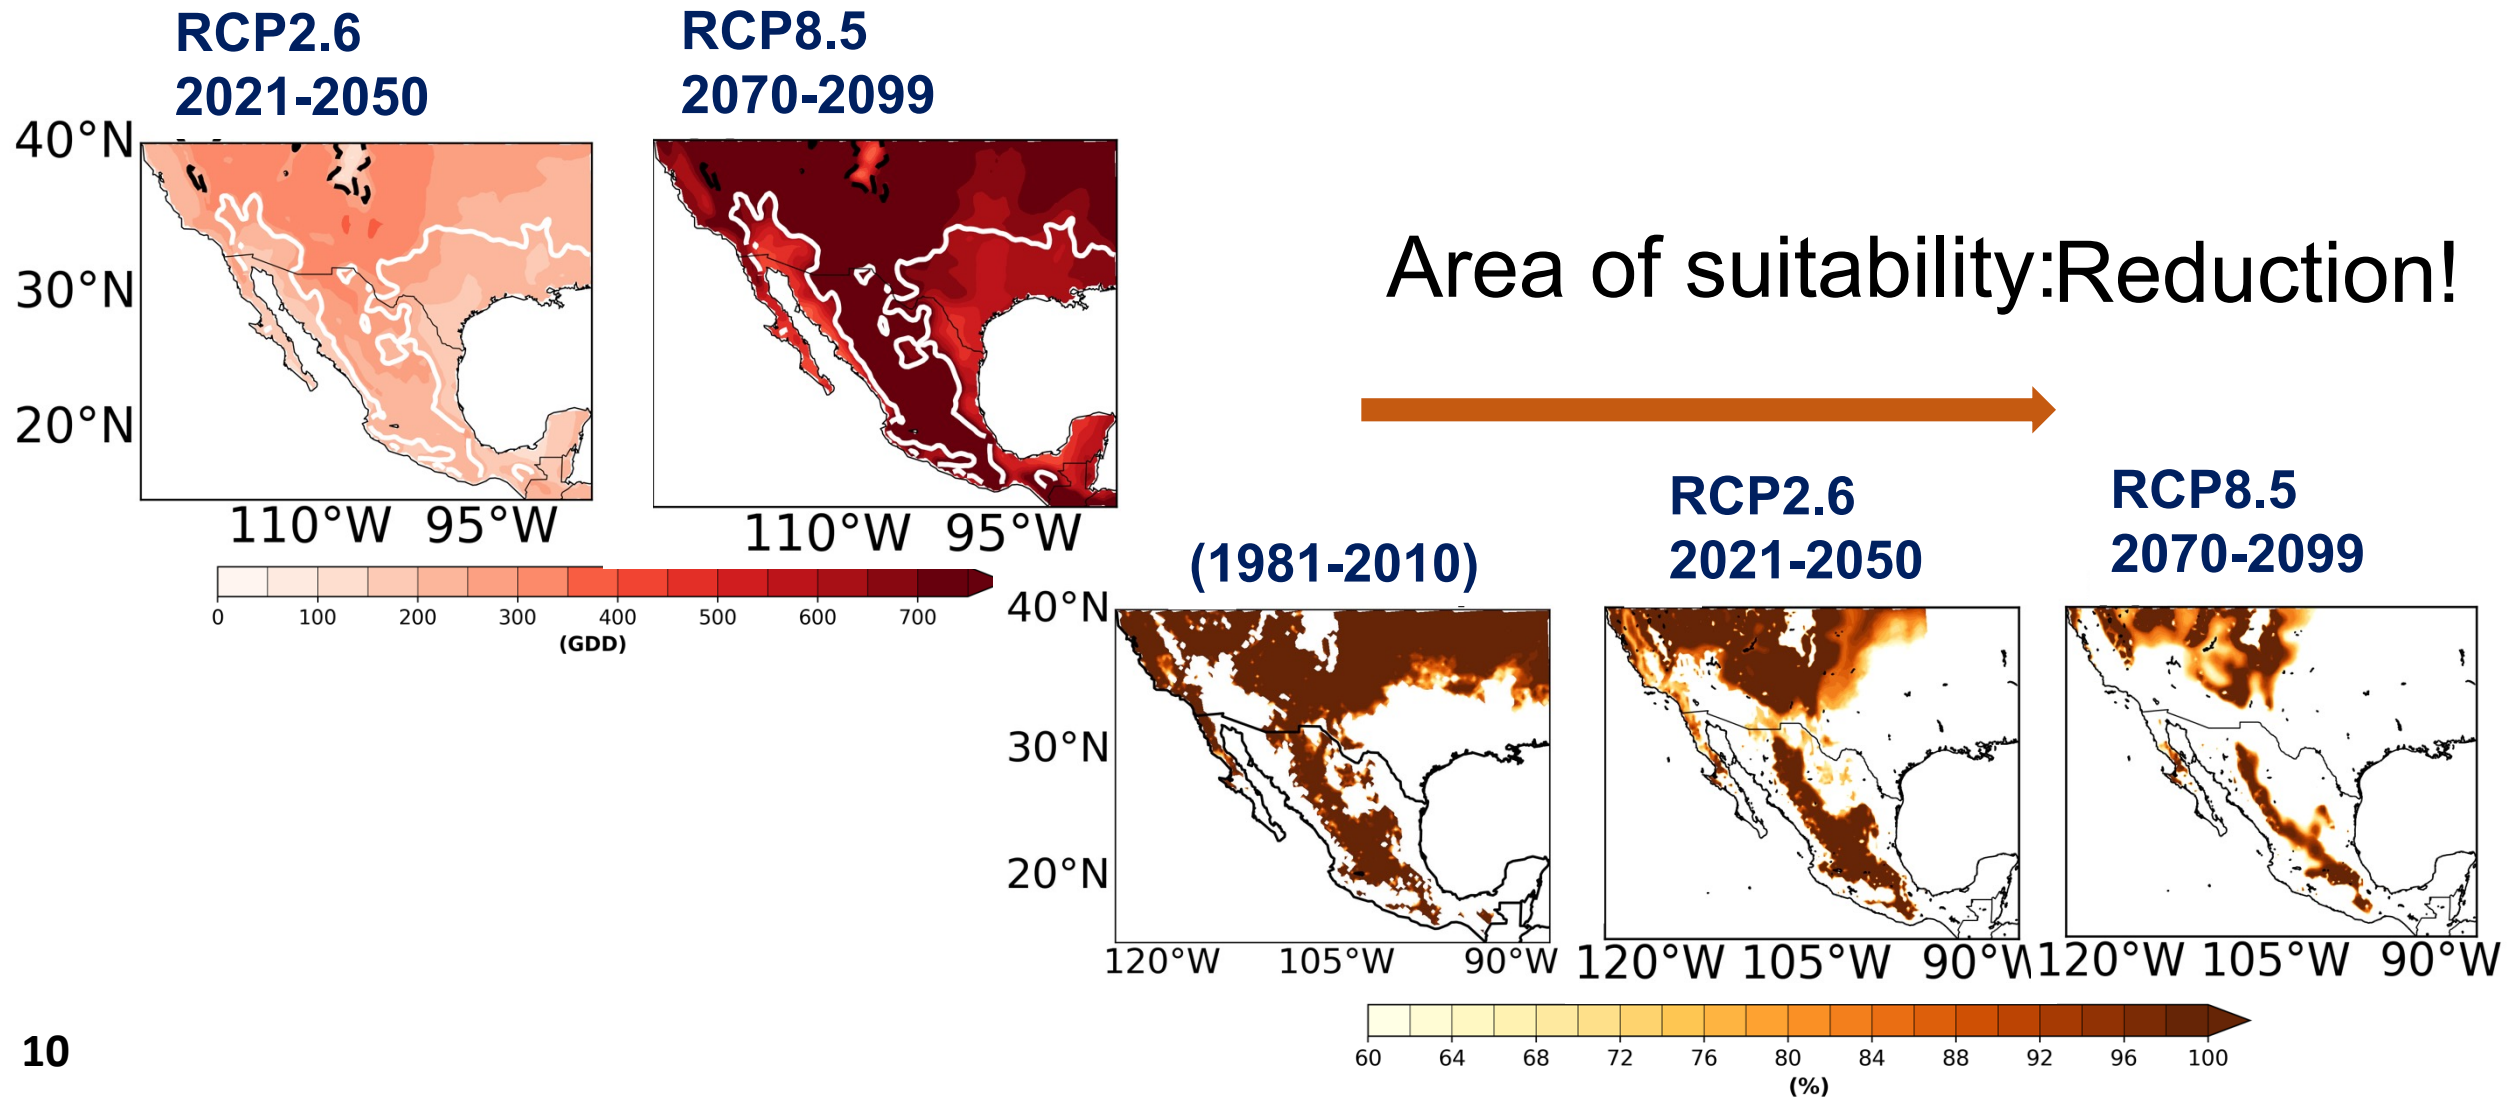 RCP2.6
2021-2050
RCP8.5
2070-2099
40°N
30°N
20°N
110°W 95°W
110°W 95°W
0 100 200 300 400 500 600 700
(GDD)
Area of suitability:Reduction!
(1981-2010)
RCP2.6
2021-2050
RCP8.5
2070-2099
40°N
30°N
20°N
120°W 105°W 90°W
120°W 105°W 90°W
120°W 105°W 90°W
60 64 68 72 76 80 84 88 92 96 100
(%)
10